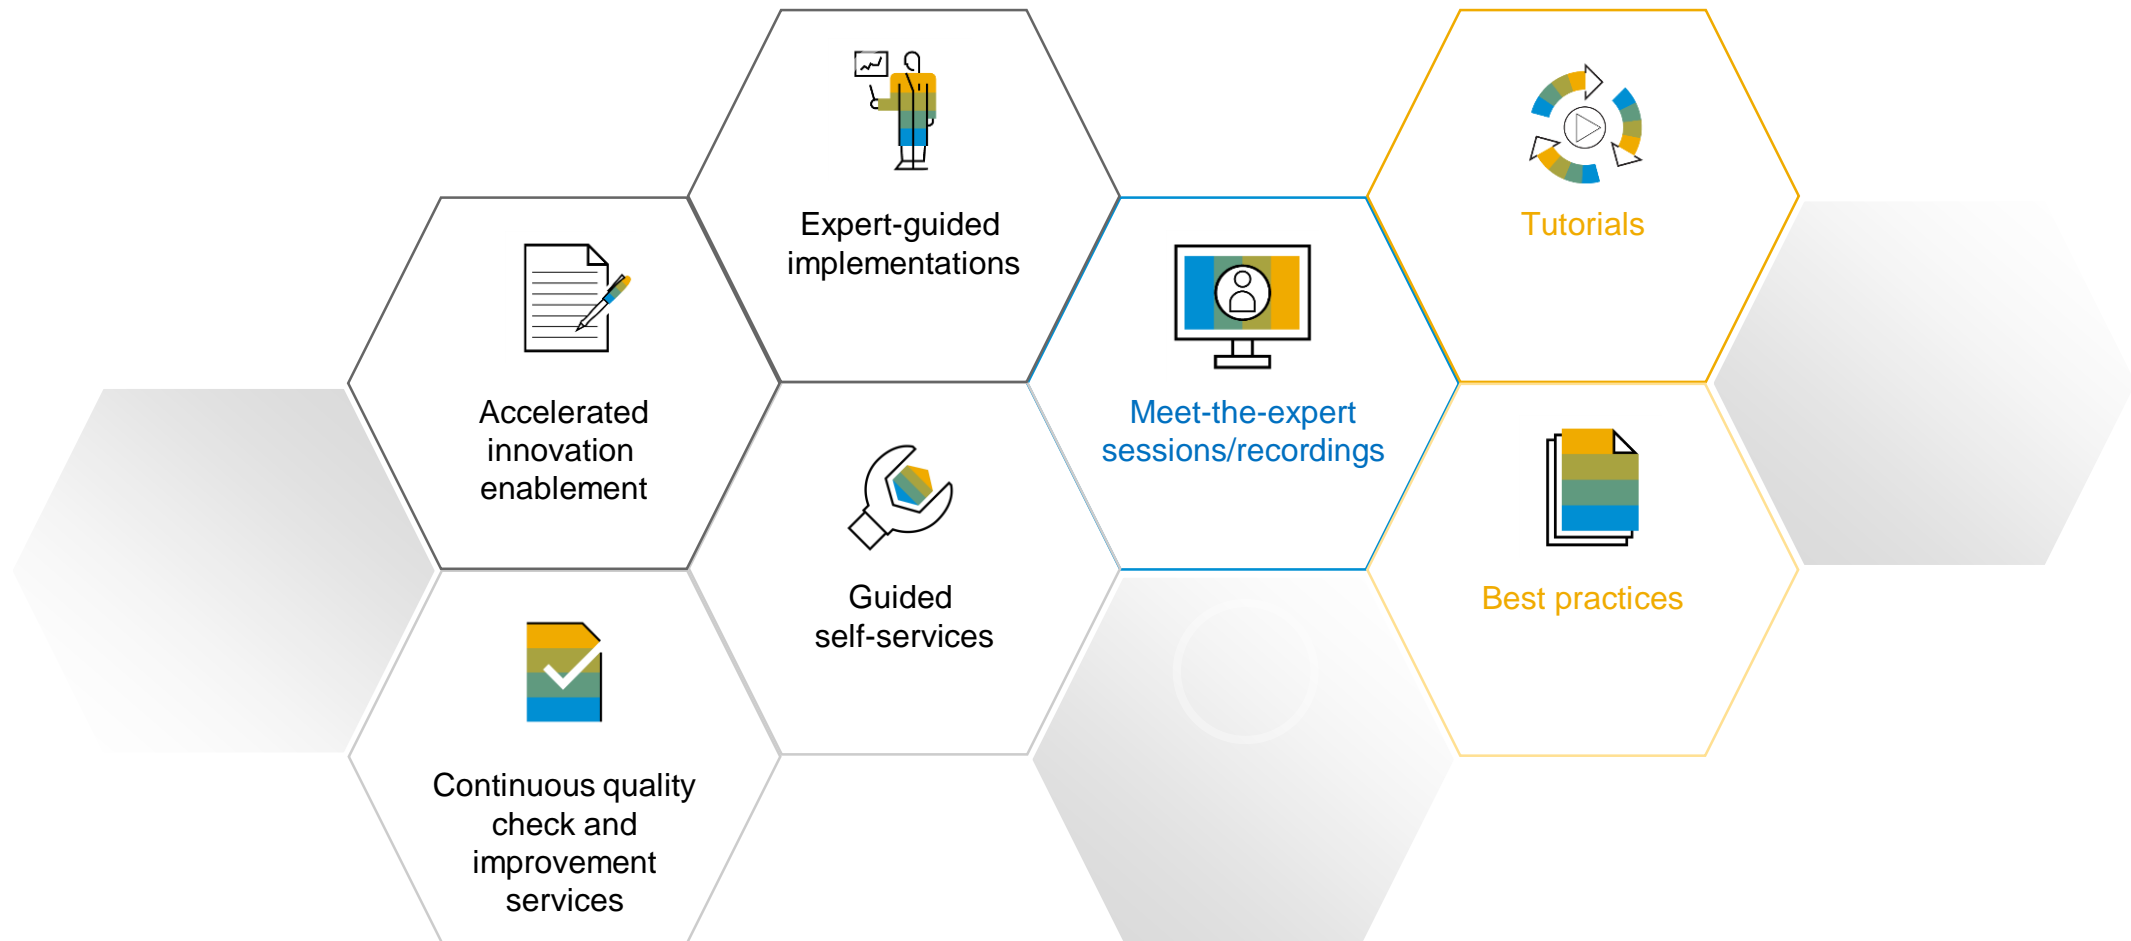 Expert-guided
implementations
Tutorials
Accelerated
innovation
enablement
Meet-the-expert
sessions/recordings
Guided
self-services
Best practices
Continuous quality
check and
improvement
services